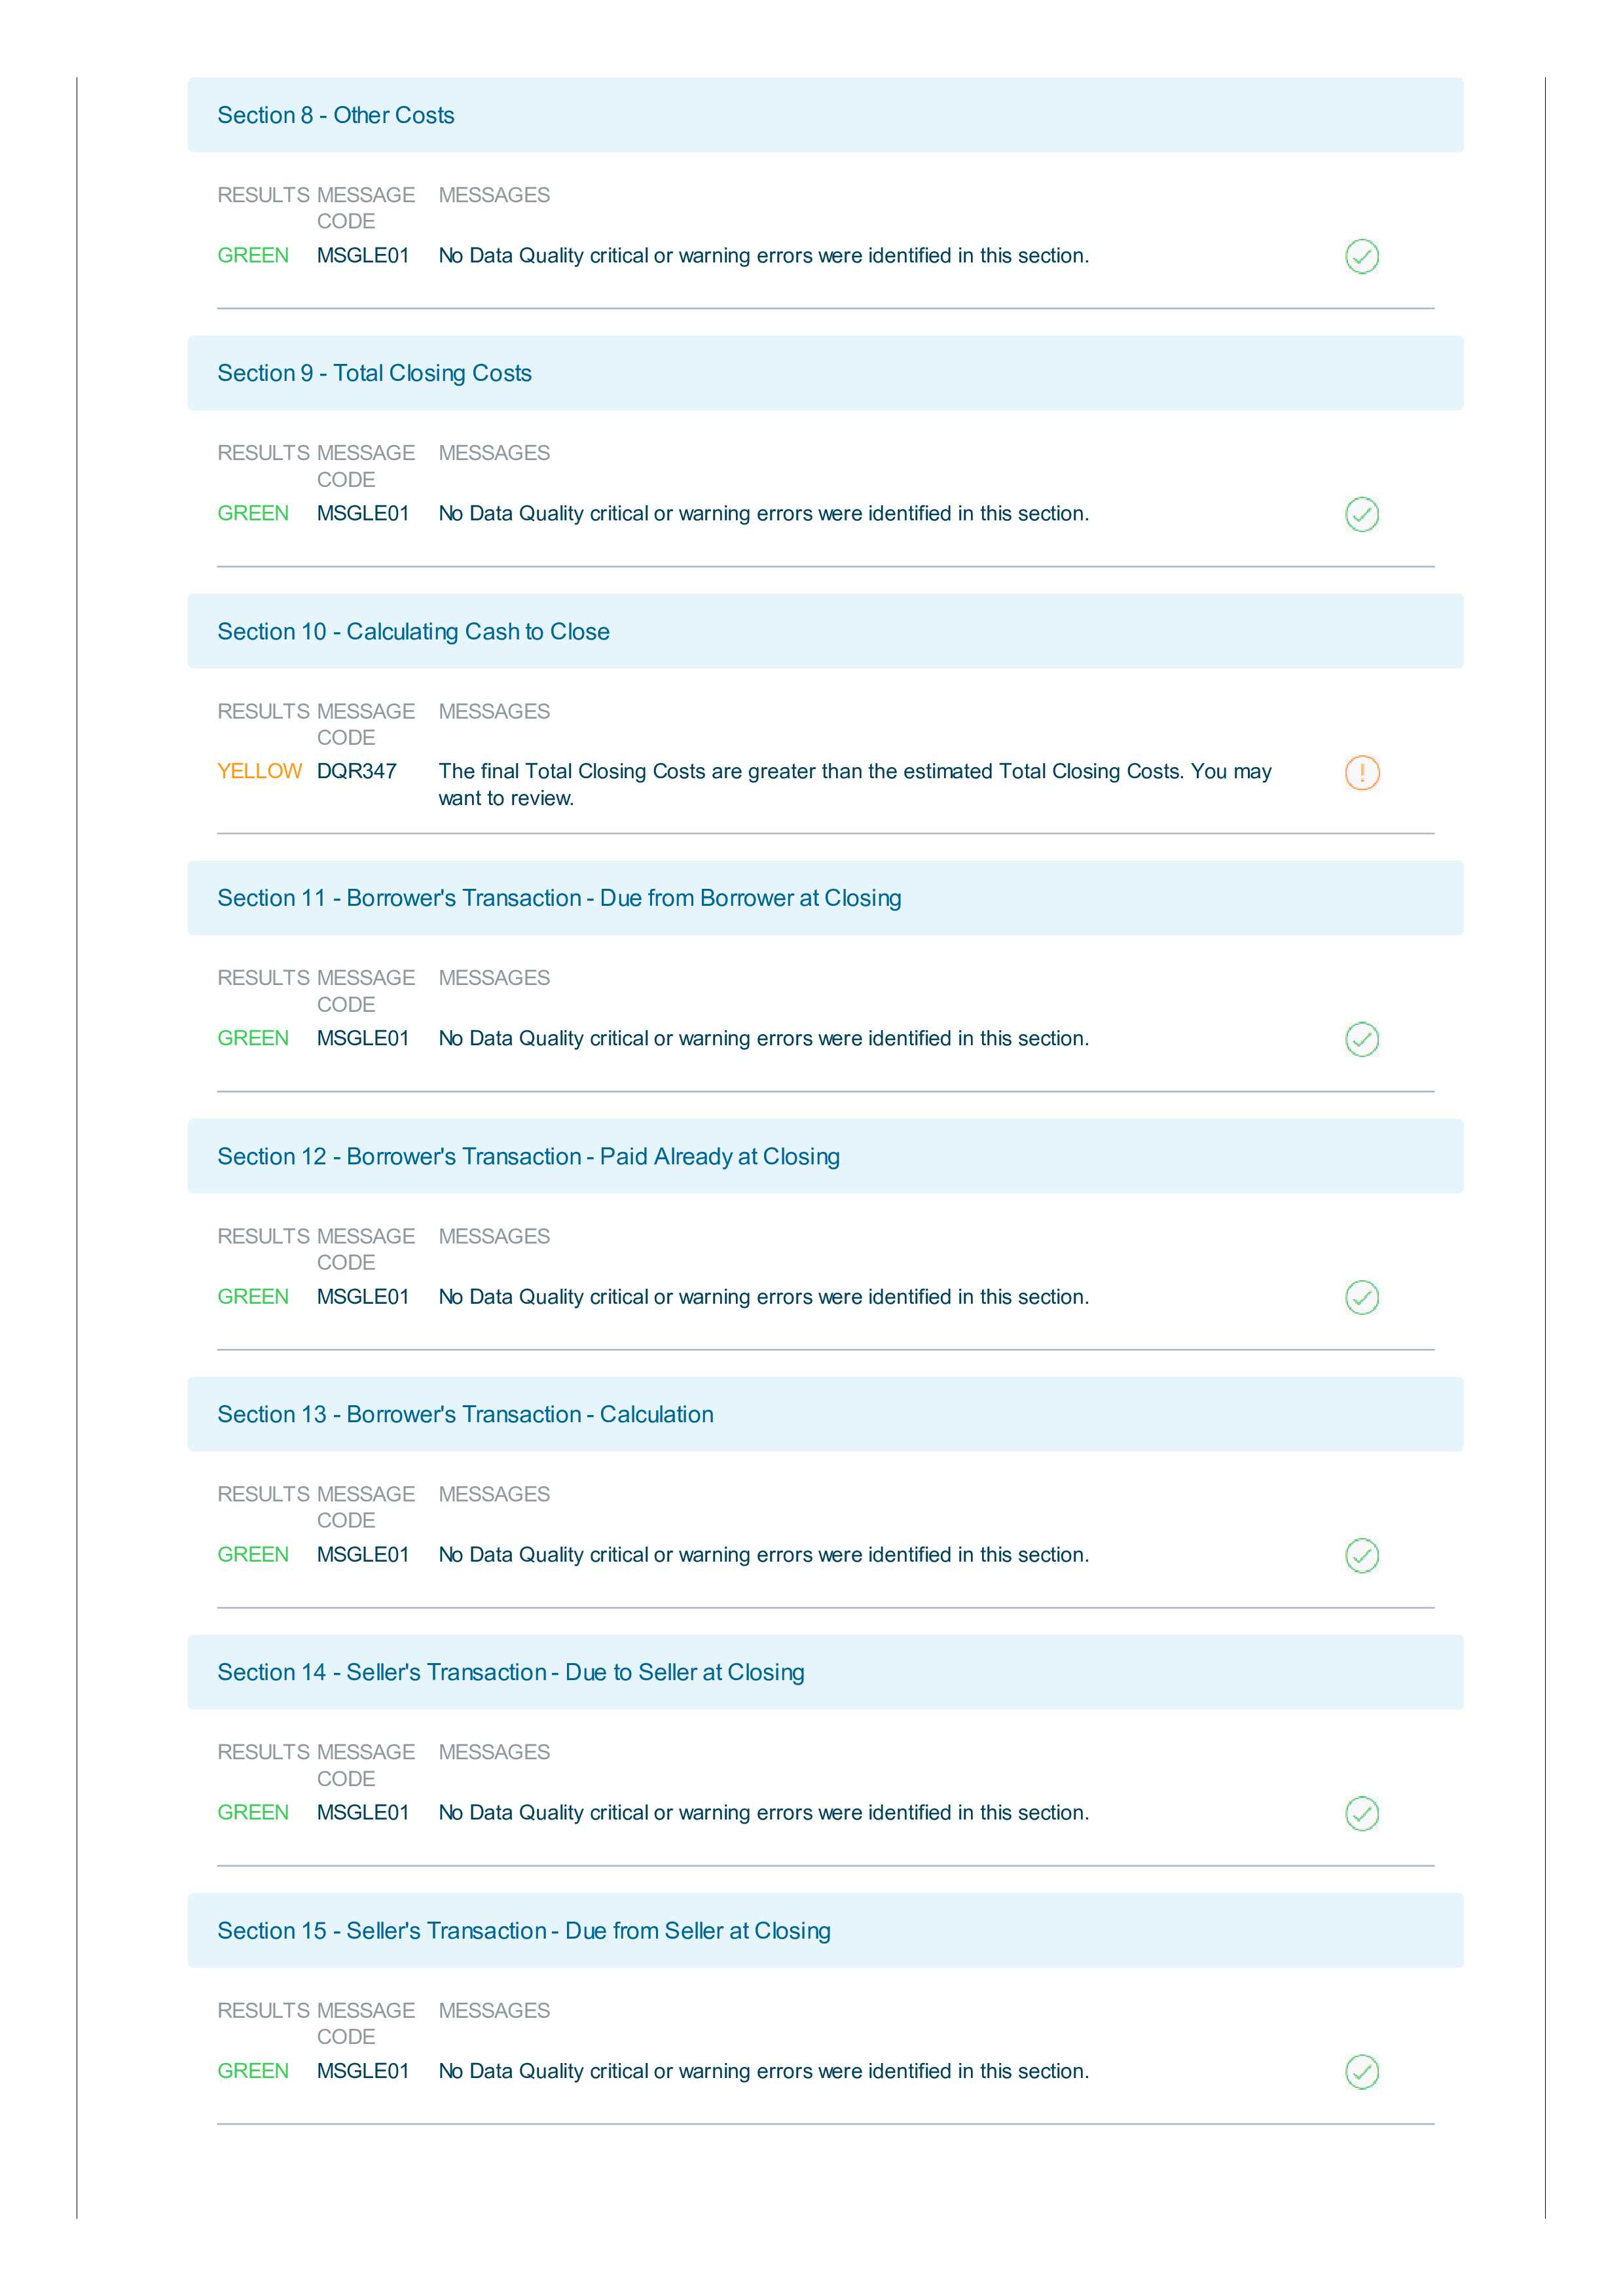 Section 8 - Other Costs
RESULTS MESSAGE CODE MESSAGES
GREEN MSGLE01 No Data Quality critical or warning errors were identified in this section.
Section 9 - Total Closing Costs
RESULTS MESSAGE CODE MESSAGES
GREEN MSGLE01 No Data Quality critical or warning errors were identified in this section.
Section 10 - Calculating Cash to Close
RESULTS MESSAGE CODE MESSAGES
YELLOW DQR347 The final Total Closing Costs are greater than the estimated Total Closing Costs. You may
want to review.
Section 11 - Borrower's Transaction - Due from Borrower at Closing
RESULTS MESSAGE CODE MESSAGES
GREEN MSGLE01 No Data Quality critical or warning errors were identified in this section.
Section 12 - Borrower's Transaction - Paid Already at Closing
RESULTS MESSAGE CODE MESSAGES
GREEN MSGLE01 No Data Quality critical or warning errors were identified in this section.
Section 13 - Borrower's Transaction - Calculation
RESULTS MESSAGE CODE MESSAGES
GREEN MSGLE01 No Data Quality critical or warning errors were identified in this section.
Section 14 - Seller's Transaction - Due to Seller at Closing
RESULTS MESSAGE CODE MESSAGES
GREEN MSGLE01 No Data Quality critical or warning errors were identified in this section.
Section 15 - Seller's Transaction - Due from Seller at Closing
RESULTS MESSAGE CODE MESSAGES
GREEN MSGLE01 No Data Quality critical or warning errors were identified in this section.